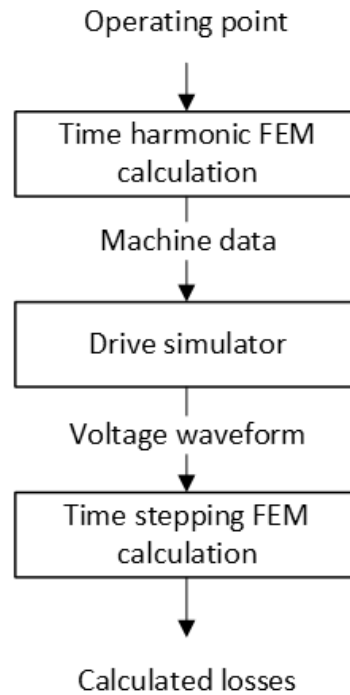 Operating point
Time harmonic FEM
calculation
Machine data
Drive simulator
Voltage waveform
Time stepping FEM
calculation
Calculated losses